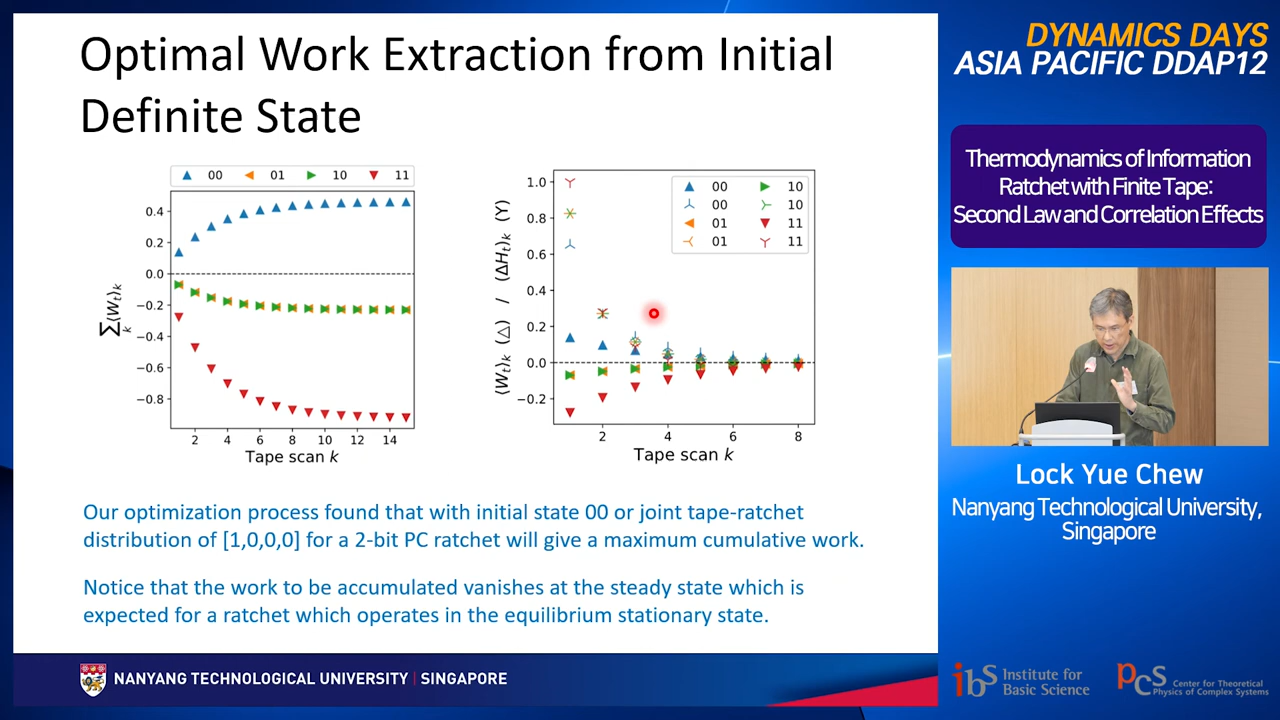 Optimal Work Extraction from Initial
Definite State
00 01 10 11
0.4
0.2
0.0
−0.2
−0.4
−0.6
−0.8
∑k⟨Wt⟩k
2 4 6 8 10 12 14
Tape scan k
1.0
0.8
0.6
0.4
0.2
0.0
−0.2
⟨Wt⟩k (△) / ⟨ΔHt⟩k (Y)
00 10
00 10
01 11
01 11
2 4 6 8
Tape scan k
Our optimization process found that with initial state 00 or joint tape-ratchet
distribution of [1,0,0,0] for a 2-bit PC ratchet will give a maximum cumulative work.
Notice that the work to be accumulated vanishes at the steady state which is
expected for a ratchet which operates in the equilibrium stationary state.
NANYANG TECHNOLOGICAL UNIVERSITY | SINGAPORE
DYNAMICS DAYS
ASIA PACIFIC DDAP12
Thermodynamics of Information
Ratchet with Finite Tape:
Second Law and Correlation Effects
Lock Yue Chew
Nanyang Technological University,
Singapore
ibs Institute for
Basic Science
pcs Center for Theoretical
Physics of Complex Systems